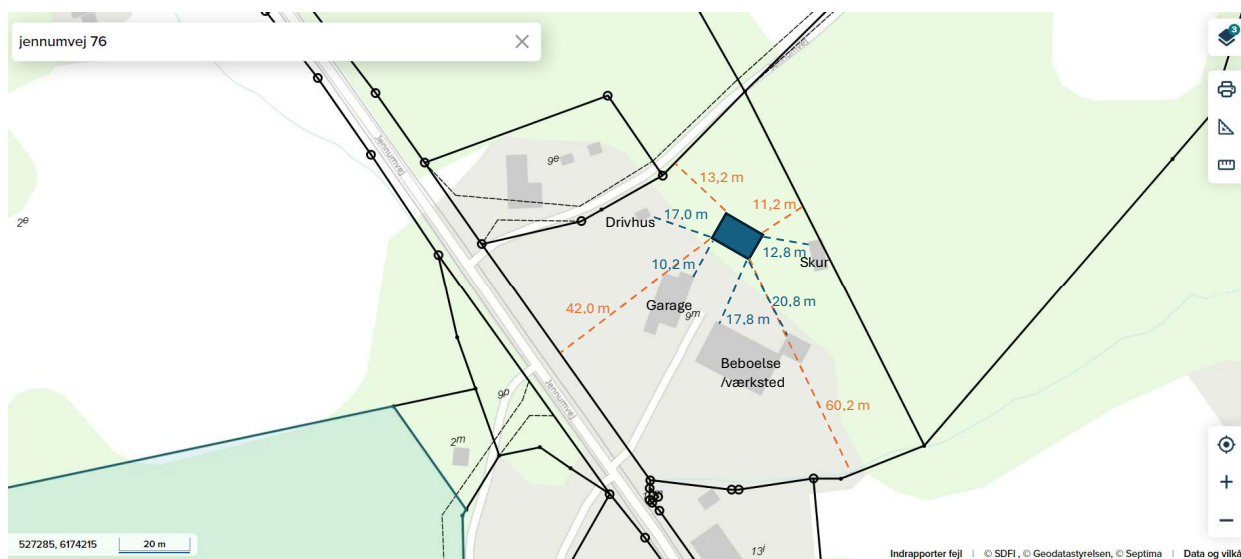 jennumvej 76
3
Jennumvej
Jennumvej
9e
2e
13,2 m
11,2 m
17,0 m
Drivhus
12,8 m
Skur
10,2 m
42,0 m
20,8 m
Garage
9m
17,8 m
Beboelse
/værksted
9p
Jennumvej
60,2 m
2m
13i
527285, 6174215
20 m
Indrapporter fejl | © SDFI , © Geodatastyrelsen, © Septima | Data og vilkå